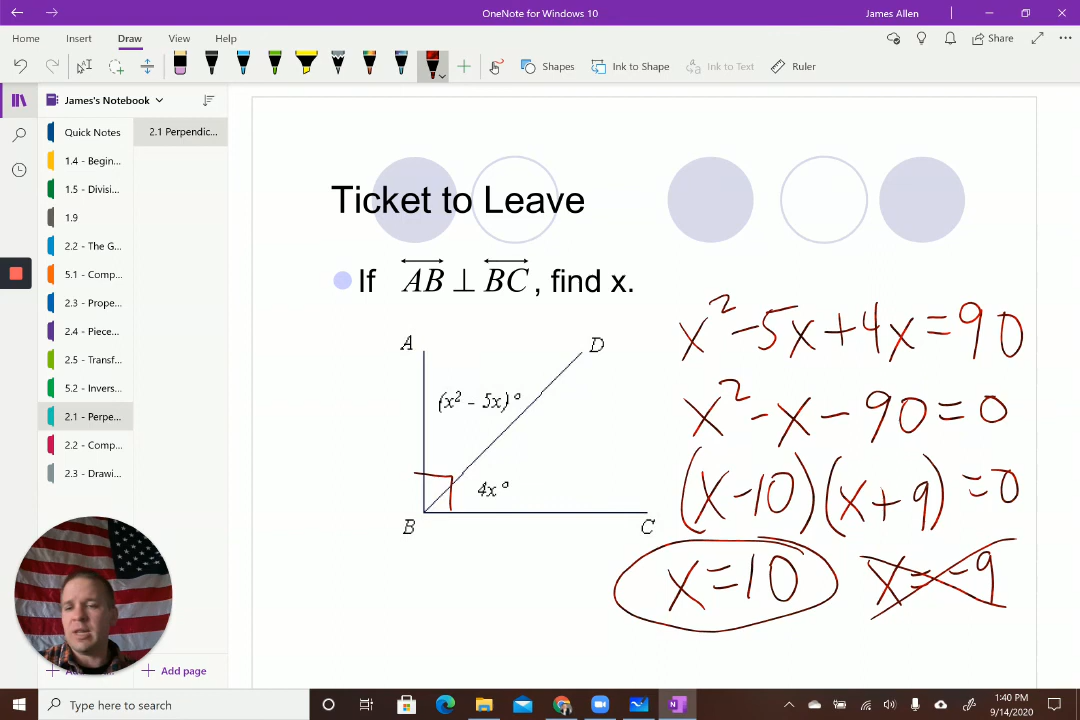 OneNote for Windows 10
James Allen
Home Insert Draw View Help
Share
Shapes
Ink to Shape
Ink to Text
Ruler
James's Notebook
Quick Notes
1.4 – Begin...
1.5 – Divisi...
1.9
2.2 – The G...
5.1 – Comp...
2.3 – Prope...
2.4 – Piece...
2.5 – Transf...
5.2 – Invers...
2.1 – Perpe...
2.2 – Comp...
2.3 – Drawi...
Add page
2.1 Perpendic...
Ticket to Leave
If AB ⊥ BC, find x.
A
D
(x² – 5x)°
4x°
B
C
x²-5x+4x=90
x²-x-90=0
(x-10)(x+9)=0
x=10 x=-9
Type here to search
1:40 PM
9/14/2020